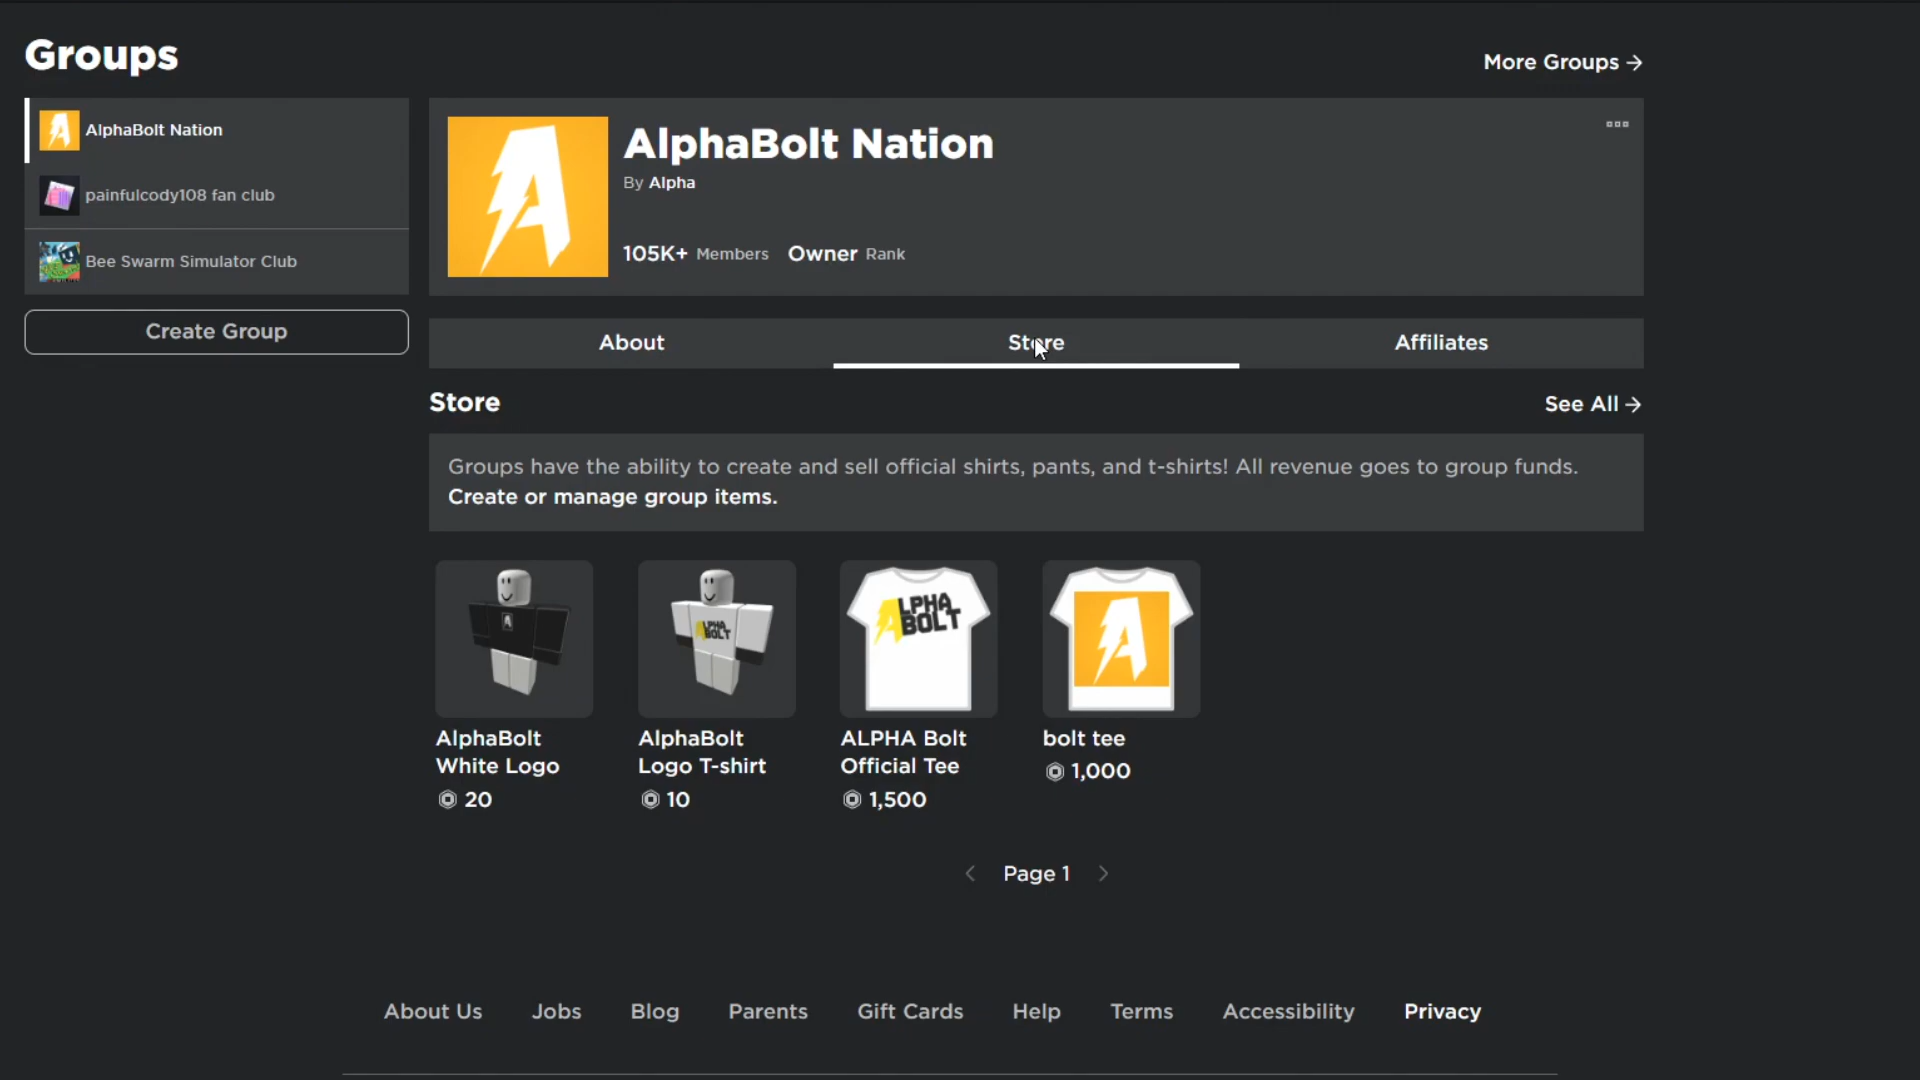 Groups
More Groups →
AlphaBolt Nation
painfulcody108 fan club
Bee Swarm Simulator Club
Create Group
AlphaBolt Nation
By Alpha
105K+ Members Owner Rank
About
Store
Affiliates
Store
See All →
Groups have the ability to create and sell official shirts, pants, and t-shirts! All revenue goes to group funds.
Create or manage group items.
ALPHA
BOLT
ALPHA
BOLT
AlphaBolt
White Logo
20
AlphaBolt
Logo T-shirt
10
ALPHA Bolt
Official Tee
1,500
bolt tee
1,000
< Page 1 >
About Us Jobs Blog Parents Gift Cards Help Terms Accessibility Privacy